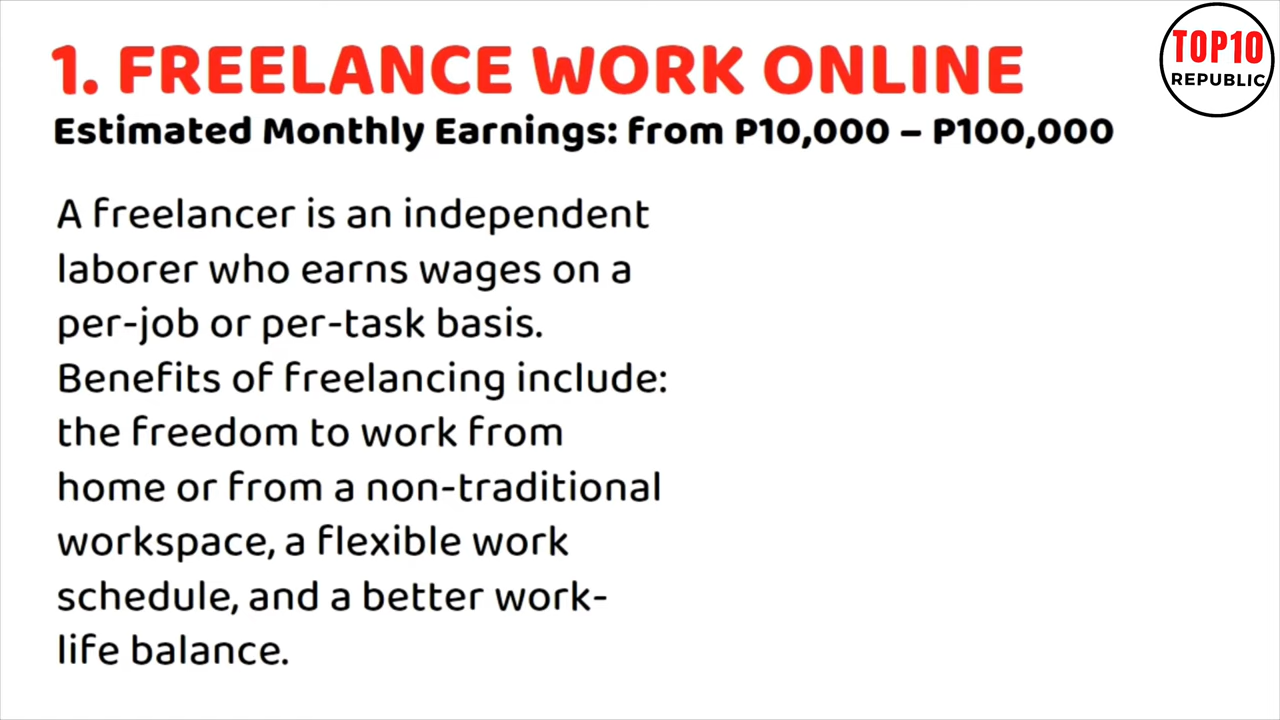 1. FREELANCE WORK ONLINE
TOP10
REPUBLIC
Estimated Monthly Earnings: from P10,000 – P100,000
A freelancer is an independent
laborer who earns wages on a
per-job or per-task basis.
Benefits of freelancing include:
the freedom to work from
home or from a non-traditional
workspace, a flexible work
schedule, and a better work-
life balance.